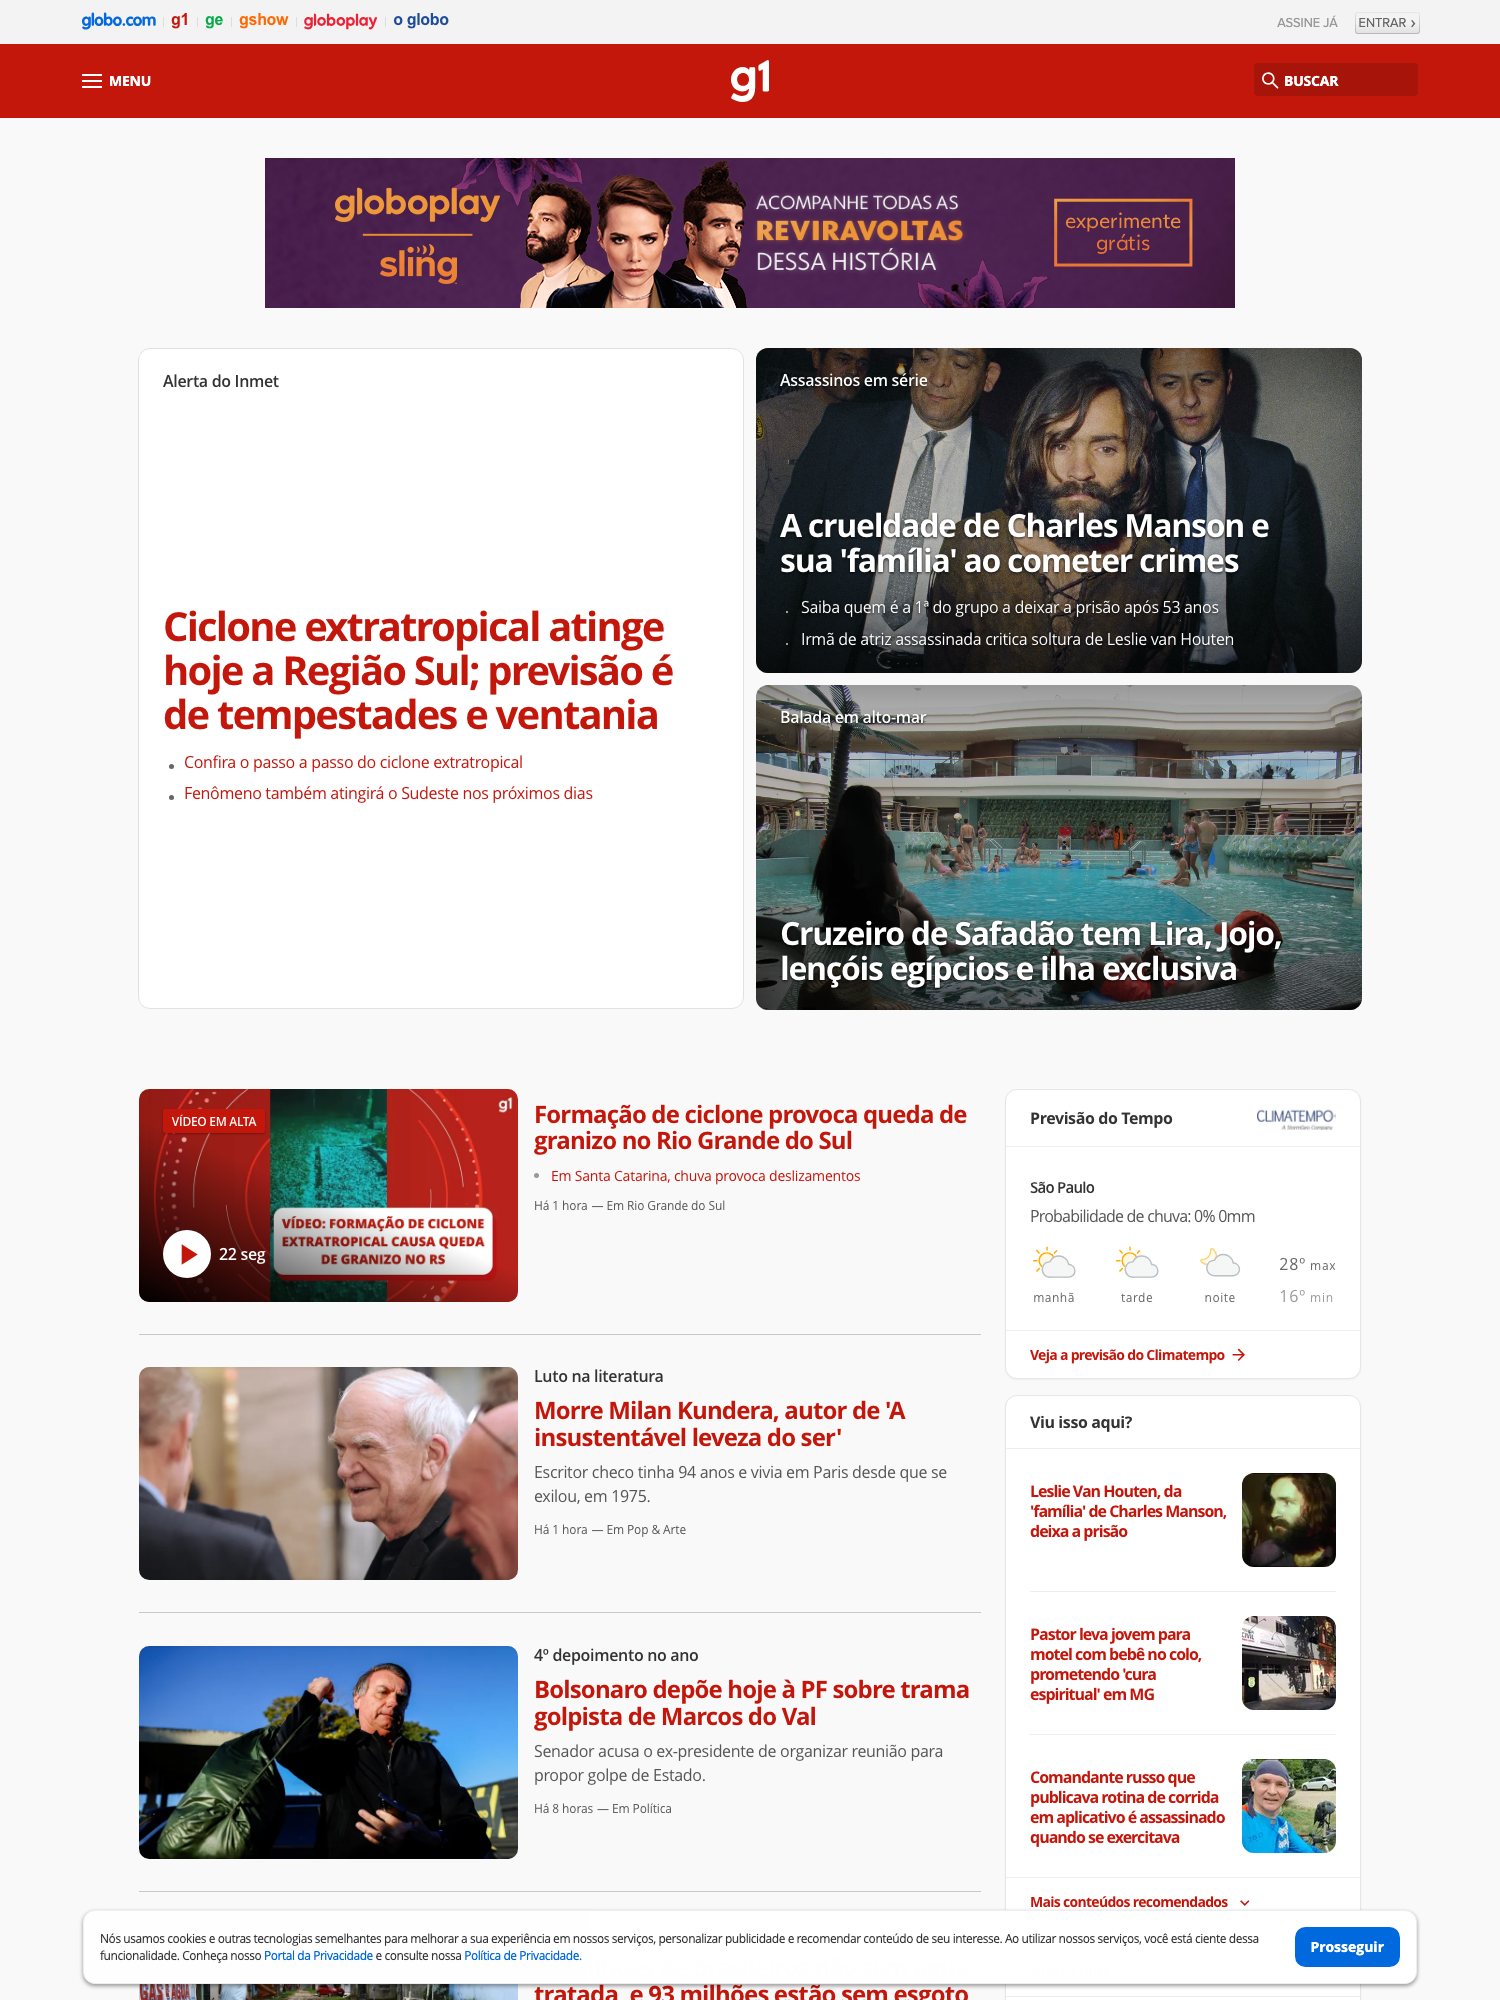 globo.com g1 ge gshow globoplay o globo
ASSINE JÁ ENTRAR ›
MENU
g1
BUSCAR
globoplay
sling
ACOMPANHE TODAS AS
REVIRAVOLTAS
DESSA HISTÓRIA
experimente
grátis
Alerta do Inmet
Ciclone extratropical atinge
hoje a Região Sul; previsão é
de tempestades e ventania
Confira o passo a passo do ciclone extratropical
Fenômeno também atingirá o Sudeste nos próximos dias
Assassinos em série
A crueldade de Charles Manson e
sua 'família' ao cometer crimes
Saiba quem é a 1ª do grupo a deixar a prisão após 53 anos
Irmã de atriz assassinada critica soltura de Leslie van Houten
Balada em alto-mar
Cruzeiro de Safadão tem Lira, Jojo,
lençóis egípcios e ilha exclusiva
VÍDEO EM ALTA
g1
VÍDEO: FORMAÇÃO DE CICLONE
EXTRATROPICAL CAUSA QUEDA
DE GRANIZO NO RS
22 seg
Formação de ciclone provoca queda de
granizo no Rio Grande do Sul
Em Santa Catarina, chuva provoca deslizamentos
Há 1 hora — Em Rio Grande do Sul
Luto na literatura
Morre Milan Kundera, autor de 'A
insustentável leveza do ser'
Escritor checo tinha 94 anos e vivia em Paris desde que se
exilou, em 1975.
Há 1 hora — Em Pop & Arte
4º depoimento no ano
Bolsonaro depõe hoje à PF sobre trama
golpista de Marcos do Val
Senador acusa o ex-presidente de organizar reunião para
propor golpe de Estado.
Há 8 horas — Em Política
Previsão do Tempo
CLIMATEMPO
A StormGeo Company
São Paulo
Probabilidade de chuva: 0% 0mm
28º max
16º min
manhã tarde noite
Veja a previsão do Climatempo
Viu isso aqui?
Leslie Van Houten, da
'família' de Charles Manson,
deixa a prisão
Pastor leva jovem para
motel com bebê no colo,
prometendo 'cura
espiritual' em MG
Comandante russo que
publicava rotina de corrida
em aplicativo é assassinado
quando se exercitava
Mais conteúdos recomendados
Nós usamos cookies e outras tecnologias semelhantes para melhorar a sua experiência em nossos serviços, personalizar publicidade e recomendar conteúdo de seu interesse. Ao utilizar nossos serviços, você está ciente dessa
funcionalidade. Conheça nosso Portal da Privacidade e consulte nossa Política de Privacidade.
Prosseguir
tratada, e 93 milhões estão sem esgoto